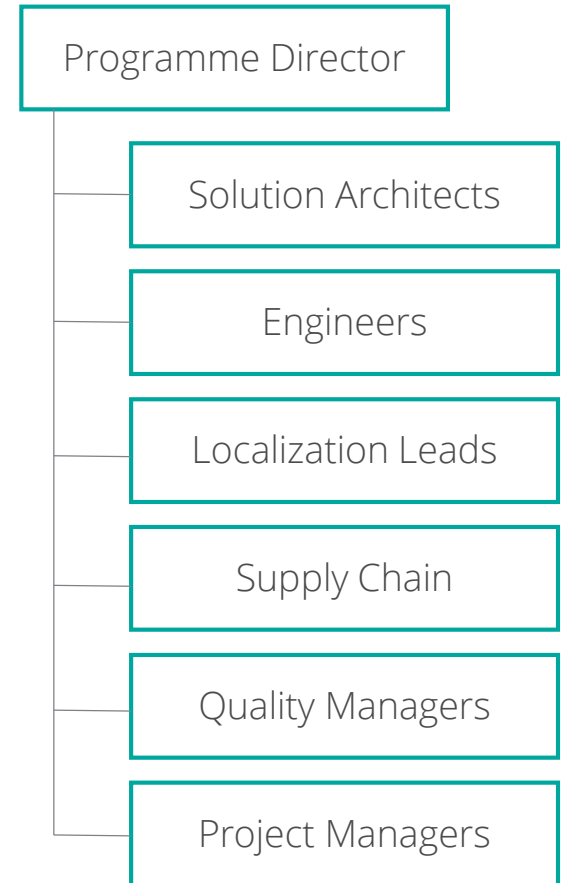 Programme Director
Solution Architects
Engineers
Localization Leads
Supply Chain
Quality Managers
Project Managers